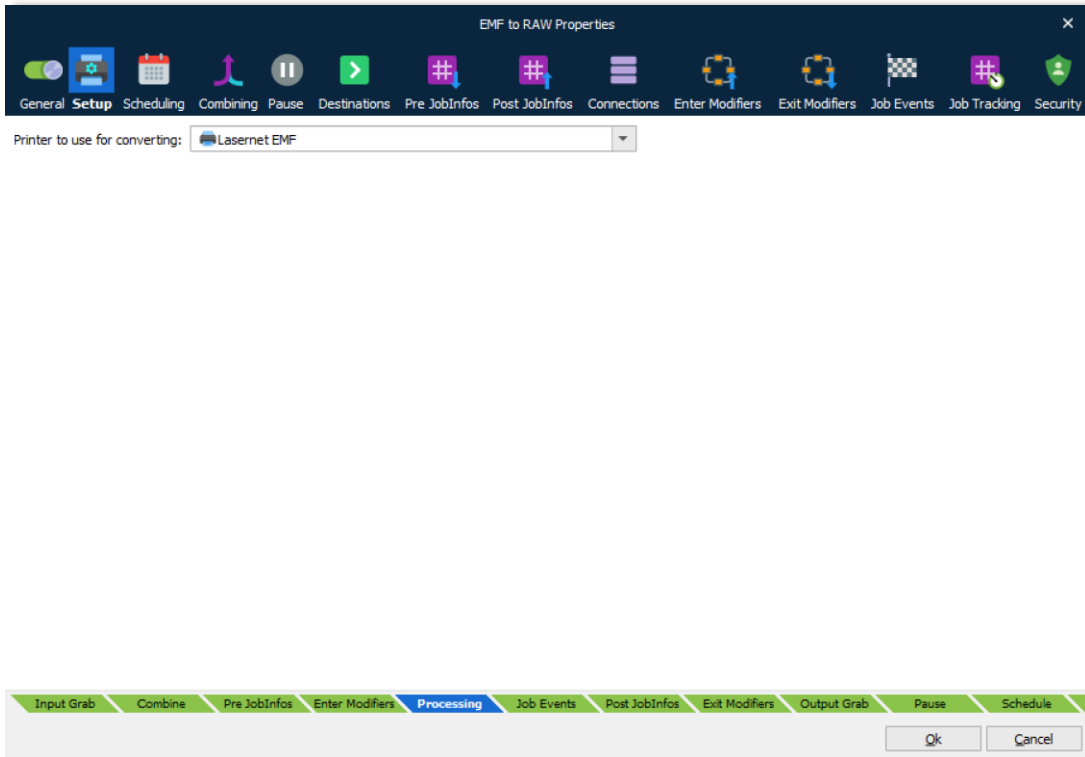 EMF to RAW Properties
General Setup Scheduling Combining Pause Destinations Pre JobInfos Post JobInfos Connections Enter Modifiers Exit Modifiers Job Events Job Tracking Security
Printer to use for converting: Lasernet EMF
Input Grab Combine Pre JobInfos Enter Modifiers Processing Job Events Post JobInfos Exit Modifiers Output Grab Pause Schedule
Ok Cancel